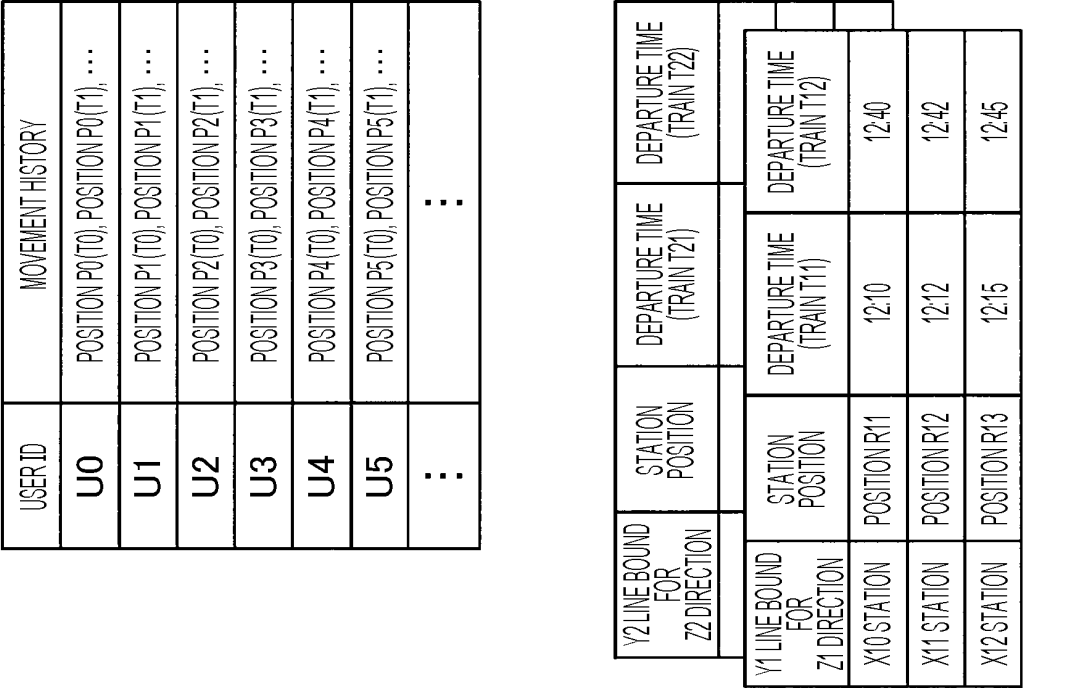 USER ID
MOVEMENT HISTORY
U0
POSITION P0(T0), POSITION P0(T1), ...
U1
POSITION P1(T0), POSITION P1(T1), ...
U2
POSITION P2(T0), POSITION P2(T1), ...
U3
POSITION P3(T0), POSITION P3(T1), ...
U4
POSITION P4(T0), POSITION P4(T1), ...
U5
POSITION P5(T0), POSITION P5(T1), ...
...
...
Y2 LINE BOUND
FOR
Z2 DIRECTION
STATION
POSITION
DEPARTURE TIME
(TRAIN T21)
DEPARTURE TIME
(TRAIN T22)
Y1 LINE BOUND
FOR
Z1 DIRECTION
STATION
POSITION
DEPARTURE TIME
(TRAIN T11)
DEPARTURE TIME
(TRAIN T12)
X10 STATION
POSITION R11
12:10
12:40
X11 STATION
POSITION R12
12:12
12:42
X12 STATION
POSITION R13
12:15
12:45